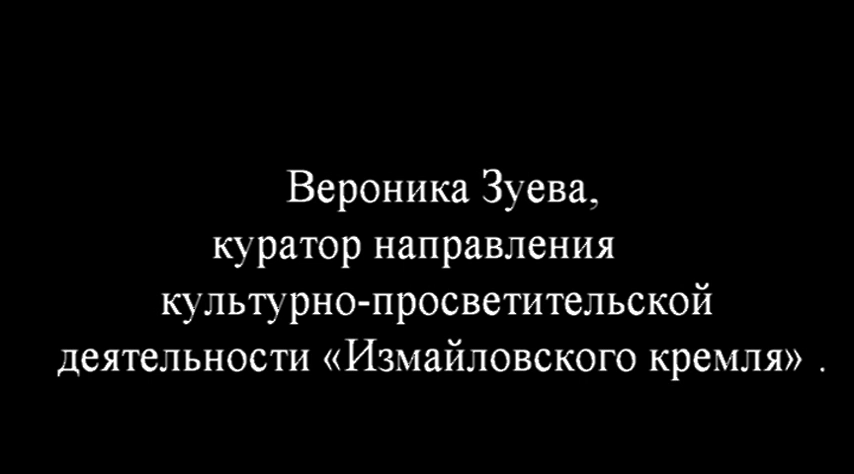 Вероника Зуева,
куратор направления
культурно-просветительской
деятельности «Измайловского кремля» .